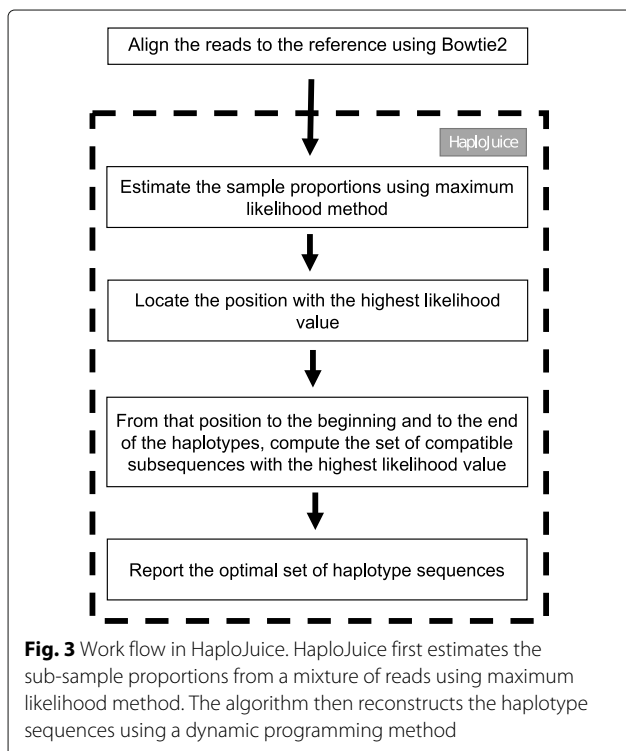 Align the reads to the reference using Bowtie2
HaploJuice
Estimate the sample proportions using maximum
likelihood method
Locate the position with the highest likelihood
value
From that position to the beginning and to the end
of the haplotypes, compute the set of compatible
subsequences with the highest likelihood value
Report the optimal set of haplotype sequences
Fig. 3 Work flow in HaploJuice. HaploJuice first estimates the
sub-sample proportions from a mixture of reads using maximum
likelihood method. The algorithm then reconstructs the haplotype
sequences using a dynamic programming method